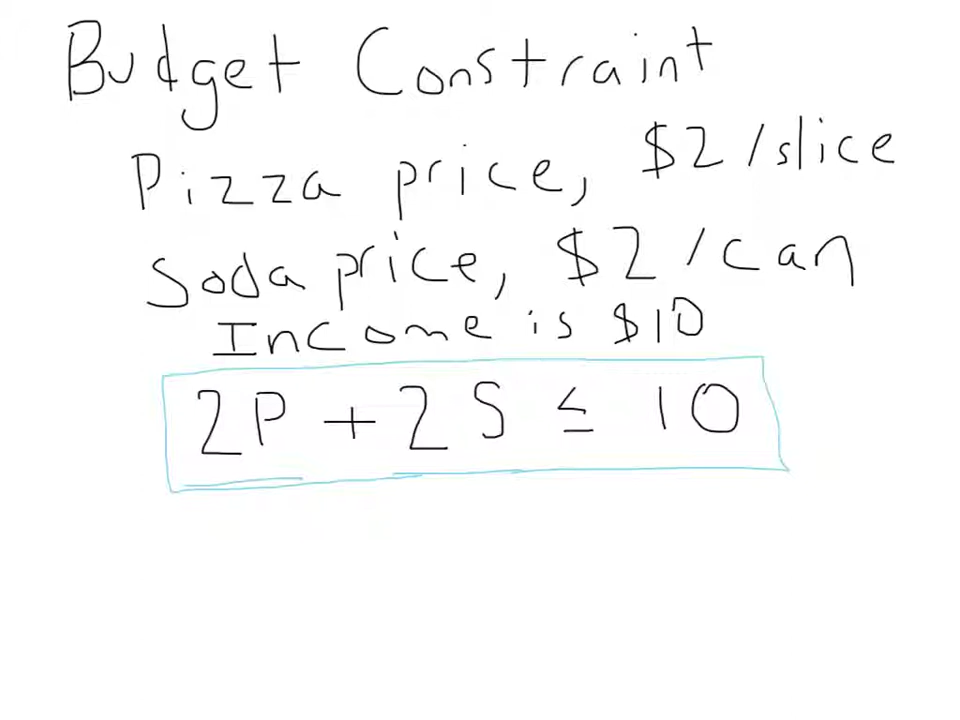 Budget Constraint
Pizza price, $2/slice
Soda price, $2/can
Income is $10
2P + 2S ≤ 10